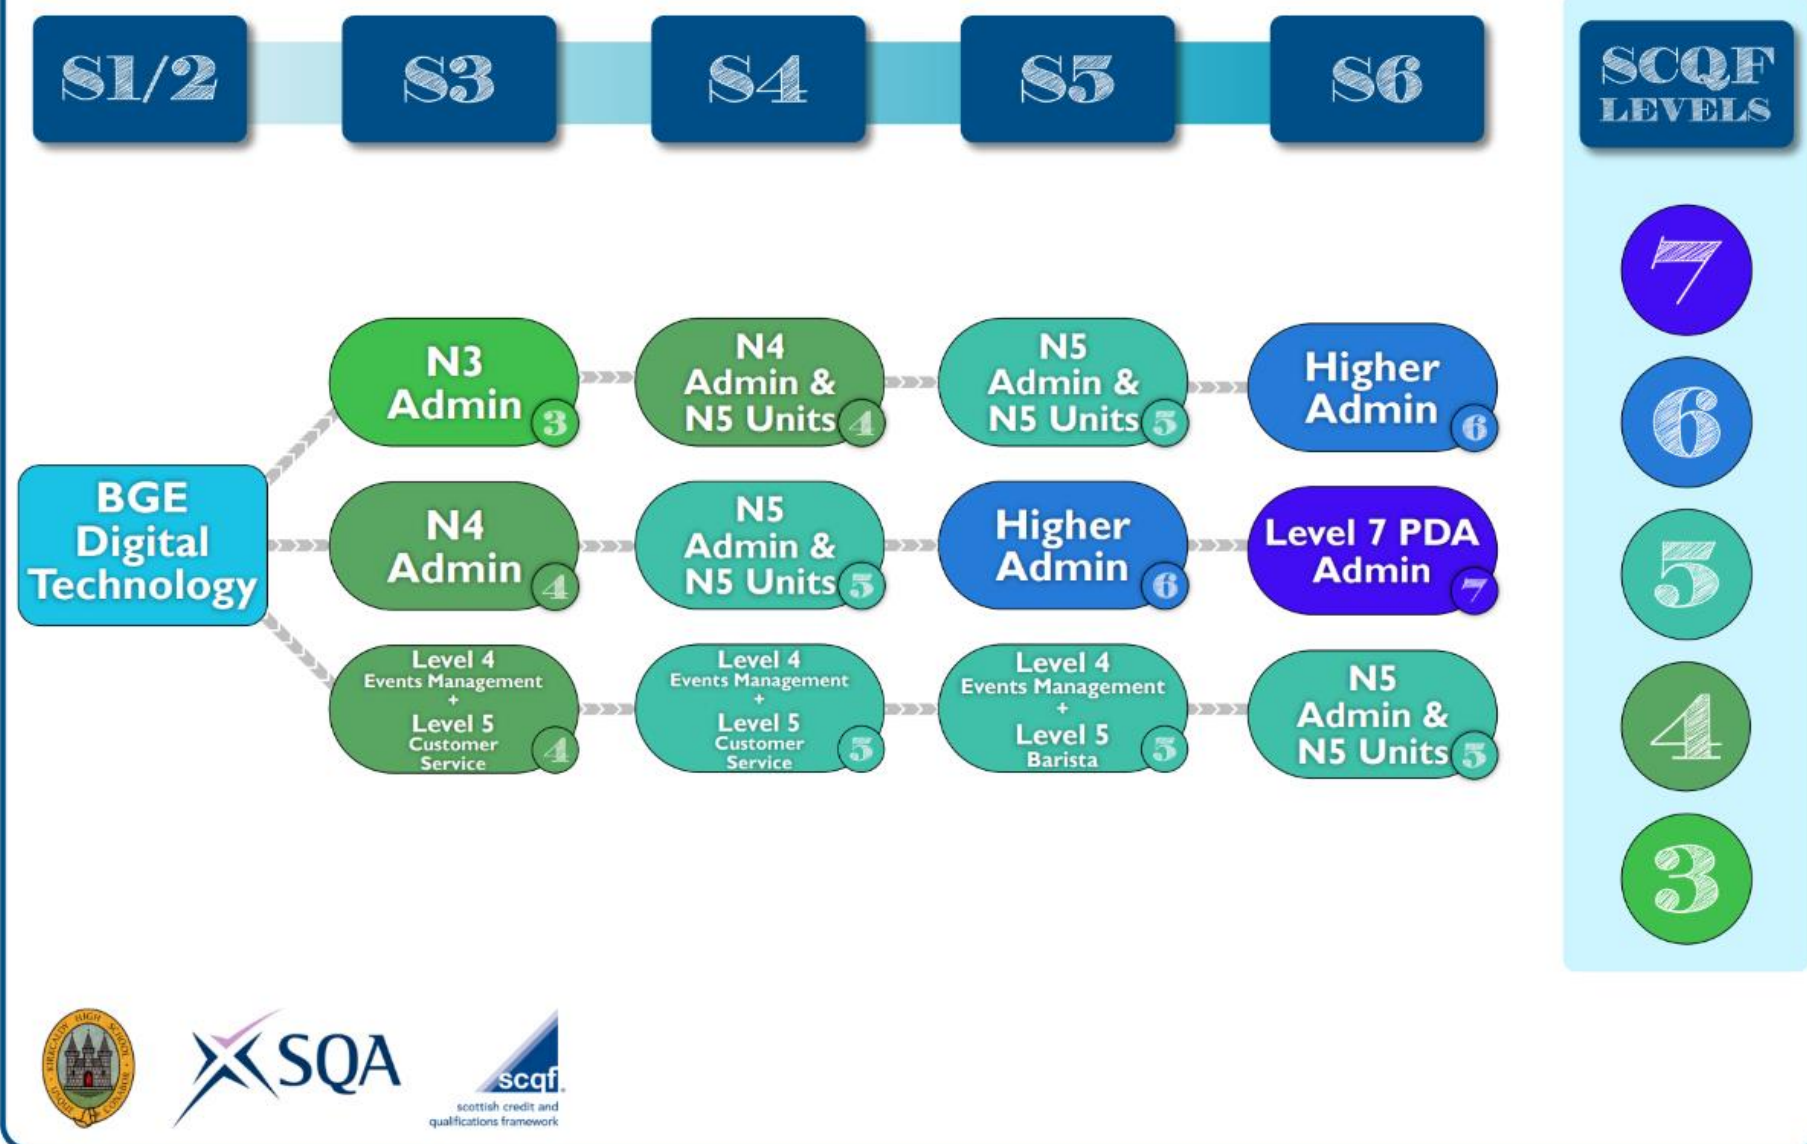 S1/2
S3
S4
S5
S6
SCQF
LEVELS
7
6
5
4
3
BGE
Digital
Technology
N3
Admin
3
N4
Admin &
N5 Units
4
N5
Admin &
N5 Units
5
Higher
Admin
6
N4
Admin
4
N5
Admin &
N5 Units
5
Higher
Admin
6
Level 7 PDA
Admin
7
Level 4
Events Management
+
Level 5
Customer
Service
4
Level 4
Events Management
+
Level 5
Customer
Service
5
Level 4
Events Management
+
Level 5
Barista
5
N5
Admin &
N5 Units
5
KIRKCALDY HIGH SCHOOL
SQA
scqf
scottish credit and
qualifications framework